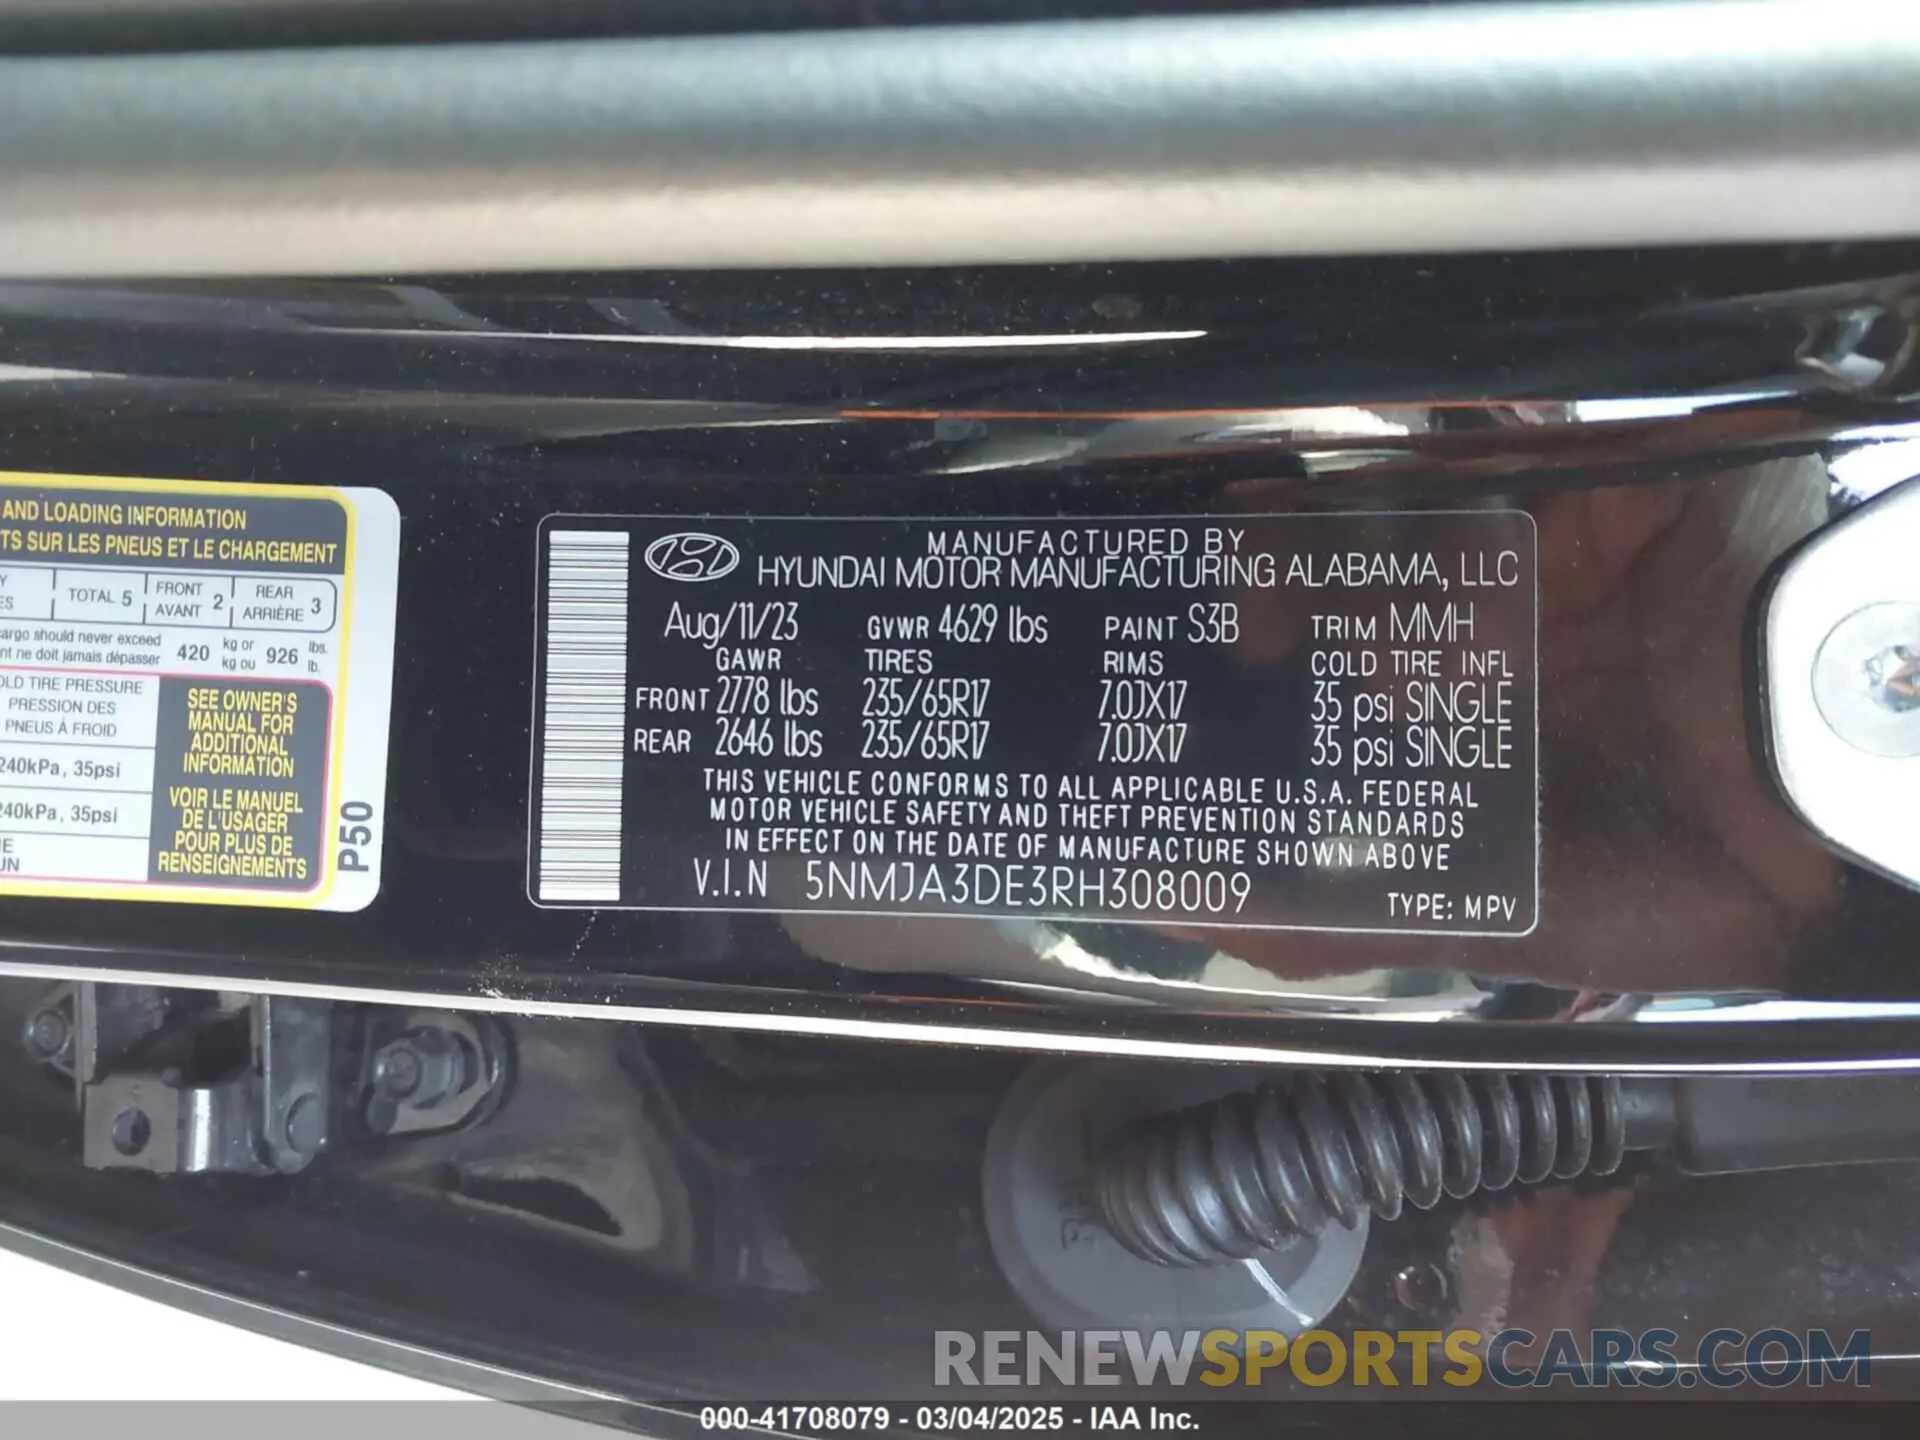 AND LOADING INFORMATION
TS SUR LES PNEUS ET LE CHARGEMENT
TOTAL 5
FRONT
AVANT 2
REAR
ARRIÈRE 3
cargo should never exceed
nt ne doit jamais dépasser
420 kg or
kg ou
926 lbs.
lb.
OLD TIRE PRESSURE
PRESSION DES
PNEUS À FROID
240kPa, 35psi
240kPa, 35psi
SEE OWNER'S
MANUAL FOR
ADDITIONAL
INFORMATION
VOIR LE MANUEL
DE L'USAGER
POUR PLUS DE
RENSEIGNEMENTS
P50
MANUFACTURED BY
HYUNDAI MOTOR MANUFACTURING ALABAMA, LLC
Aug/11/23 GVWR 4629 lbs PAINT S3B TRIM MMH
GAWR TIRES RIMS COLD TIRE INFL
FRONT 2778 lbs 235/65R17 7.0JX17 35 psi SINGLE
REAR 2646 lbs 235/65R17 7.0JX17 35 psi SINGLE
THIS VEHICLE CONFORMS TO ALL APPLICABLE U.S.A. FEDERAL
MOTOR VEHICLE SAFETY AND THEFT PREVENTION STANDARDS
IN EFFECT ON THE DATE OF MANUFACTURE SHOWN ABOVE
V.I.N 5NMJA3DE3RH308009
TYPE: MPV
RENEWSPORTSCARS.COM
000-41708079 - 03/04/2025 - IAA Inc.